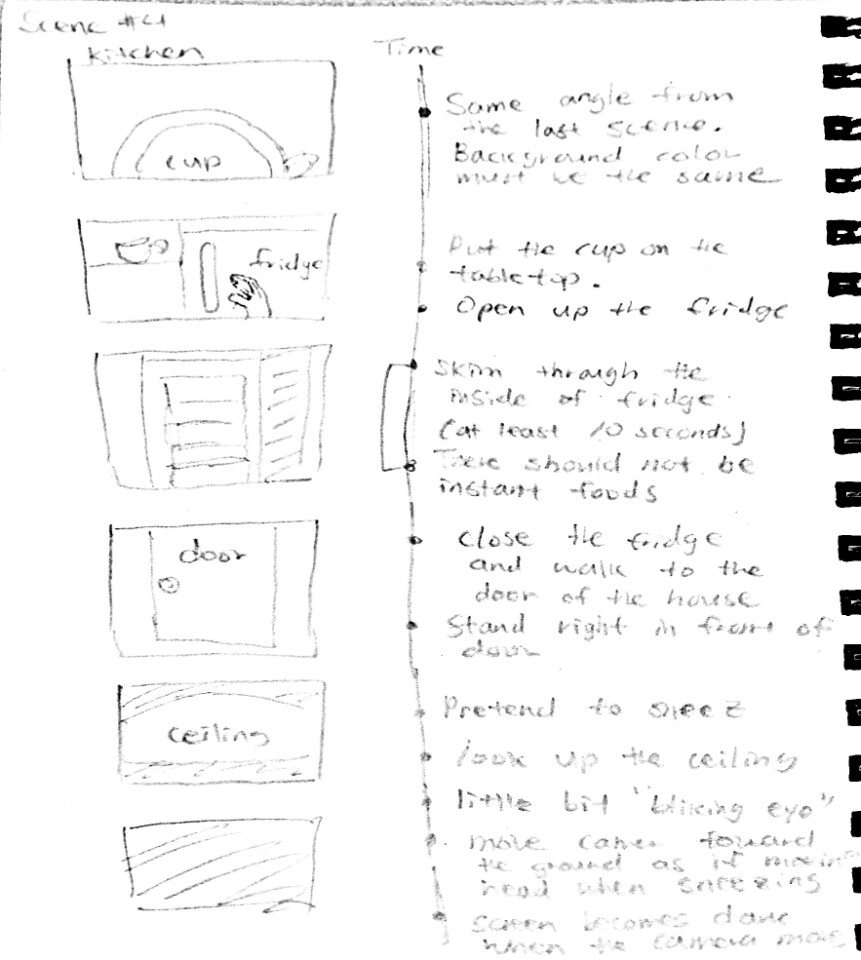 Scene #4
Kitchen
Time
cup
Same angle from
the last scene.
Background color
must be the same
fridge
Put the cup on the
tabletop.
Open up the fridge
Skim through the
inside of fridge
(at least 10 seconds)
There should not be
instant foods
door
close the fridge
and walk to the
door of the house
Stand right in front of
door
ceiling
Pretend to sneez
look up the ceiling
little bit "blicing eye"
move camer toward
the ground as if moving
head when sneezing
screen becomes
when the camera move